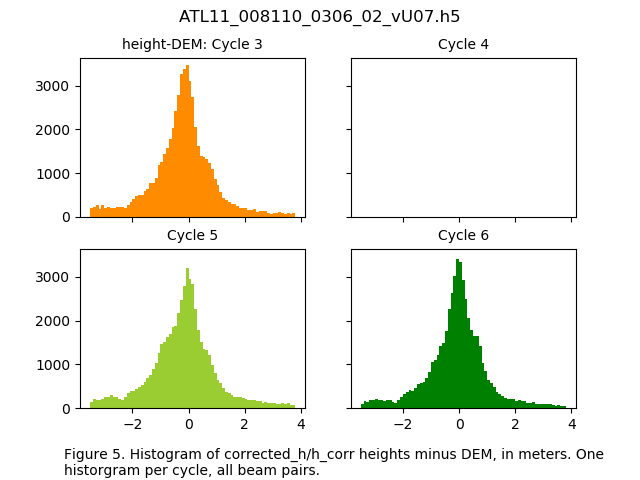 ATL11_008110_0306_02_vU07.h5
height-DEM: Cycle 3
Cycle 4
3000
2000
1000
0
Cycle 5
Cycle 6
3000
2000
1000
0
−2 0 2 4
−2 0 2 4
Figure 5. Histogram of corrected_h/h_corr heights minus DEM, in meters. One
historgram per cycle, all beam pairs.